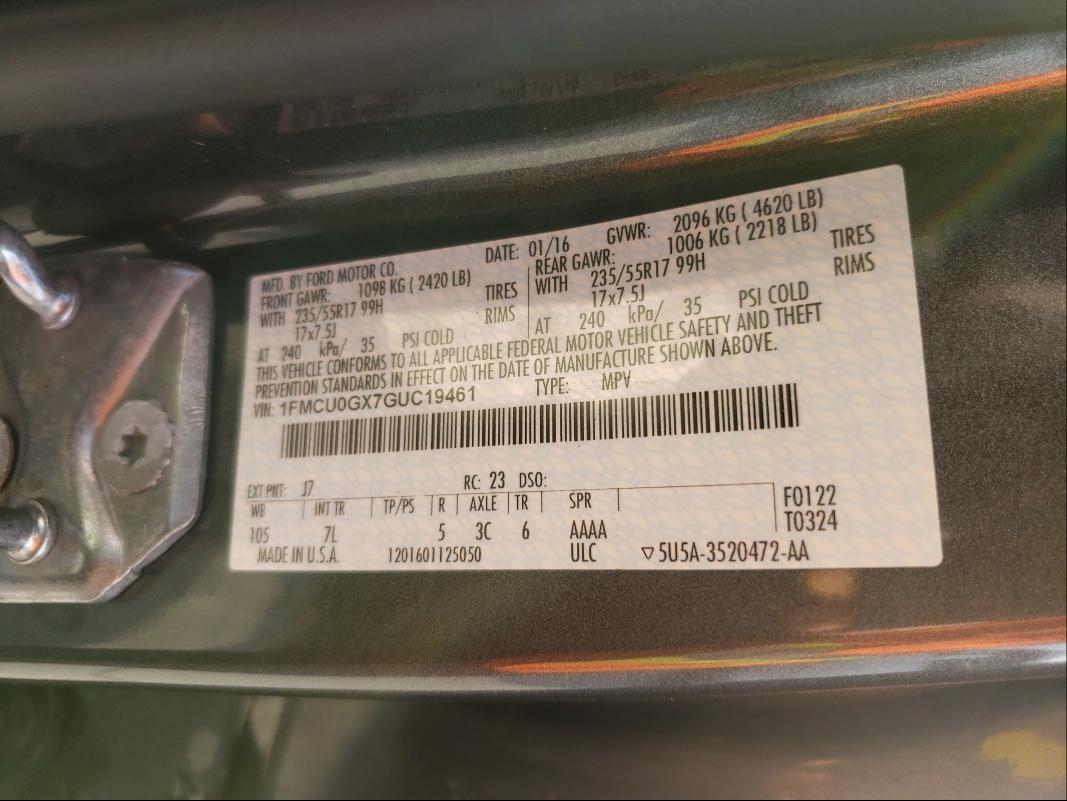 MFD. BY FORD MOTOR CO. DATE: 01/16 GVWR: 2096 KG ( 4620 LB)
FRONT GAWR: 1098 KG ( 2420 LB) REAR GAWR: 1006 KG ( 2218 LB)
WITH 235/55R17 99H TIRES WITH 235/55R17 99H TIRES
17x7.5J RIMS 17x7.5J RIMS
AT 240 kPa/ 35 PSI COLD AT 240 kPa/ 35 PSI COLD
THIS VEHICLE CONFORMS TO ALL APPLICABLE FEDERAL MOTOR VEHICLE SAFETY AND THEFT
PREVENTION STANDARDS IN EFFECT ON THE DATE OF MANUFACTURE SHOWN ABOVE.
VIN: 1FMCU0GX7GUC19461 TYPE: MPV
EXT PNT: J7 RC: 23 DSO:
WB INT TR TP/PS R AXLE TR SPR F0122
105 7L 5 3C 6 AAAA T0324
MADE IN U.S.A. 1201601125050 ULC ▽5U5A-3520472-AA